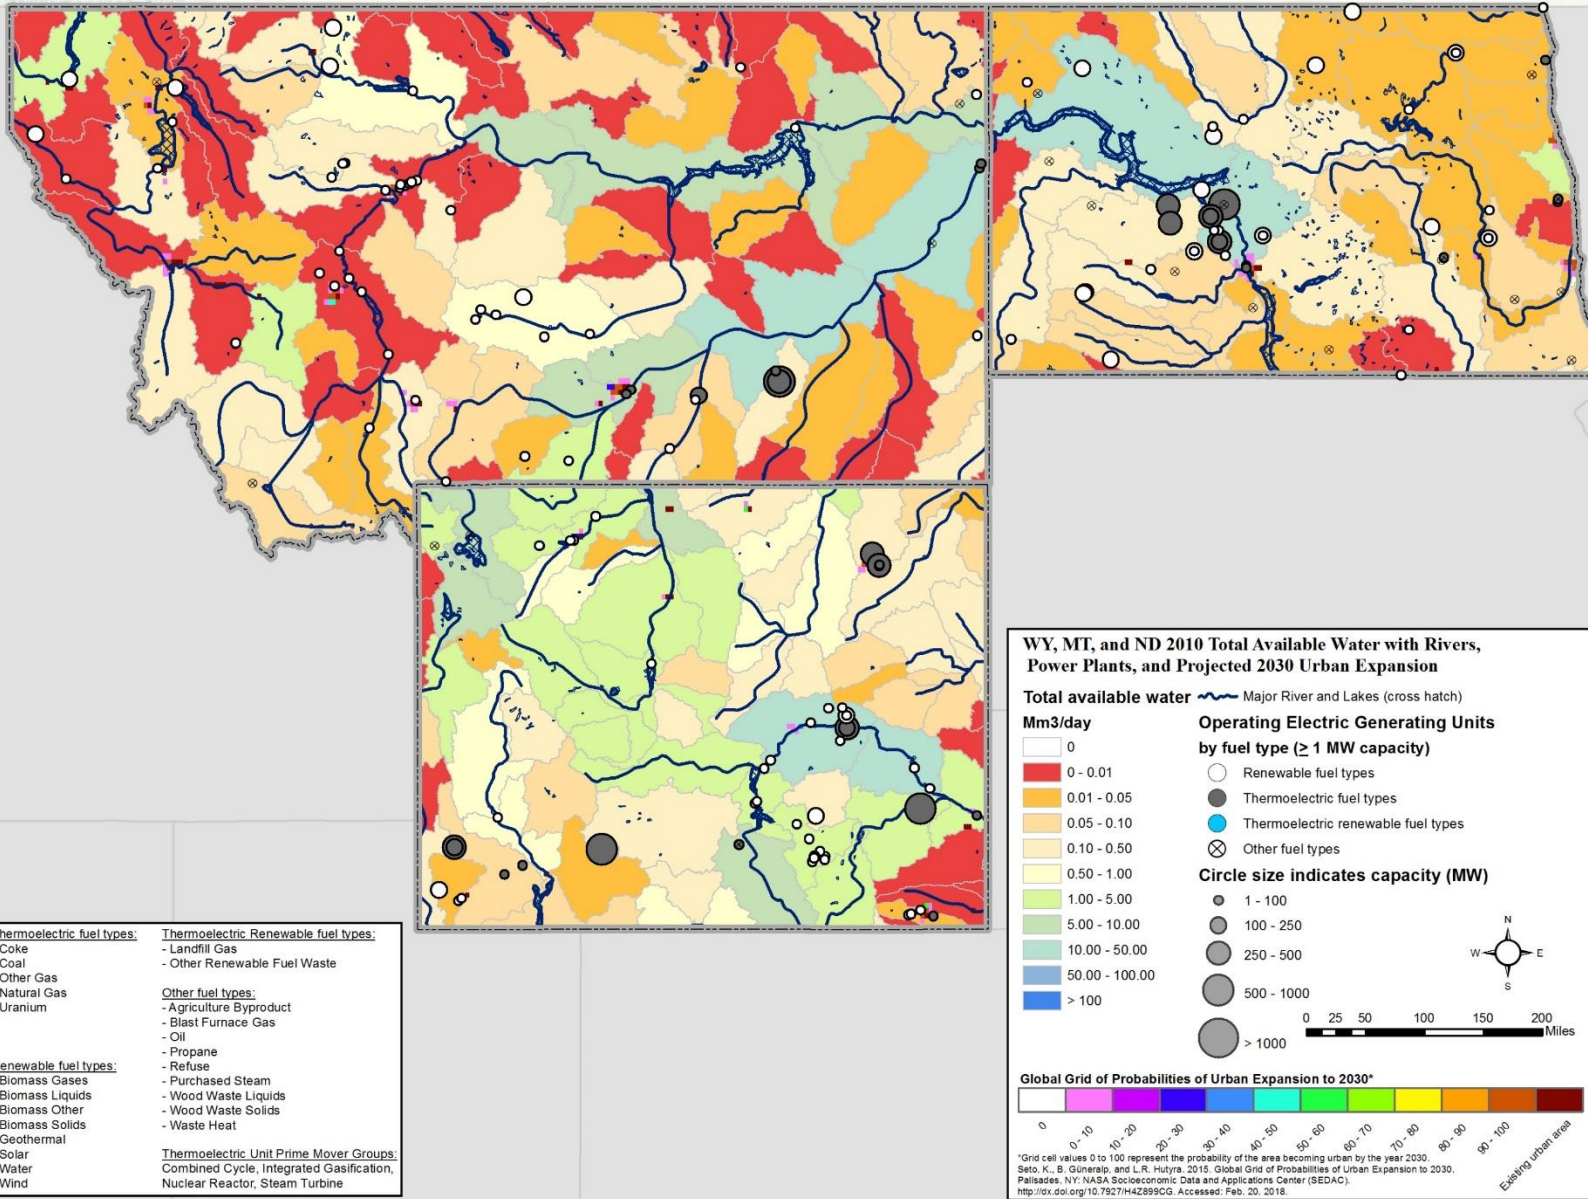 WY, MT, and ND 2010 Total Available Water with Rivers,
Power Plants, and Projected 2030 Urban Expansion
Total available water
Mm3/day
0
0 - 0.01
0.01 - 0.05
0.05 - 0.10
0.10 - 0.50
0.50 - 1.00
1.00 - 5.00
5.00 - 10.00
10.00 - 50.00
50.00 - 100.00
> 100
Major River and Lakes (cross hatch)
Operating Electric Generating Units
by fuel type (≥ 1 MW capacity)
Renewable fuel types
Thermoelectric fuel types
Thermoelectric renewable fuel types
Other fuel types
Circle size indicates capacity (MW)
1 - 100
100 - 250
250 - 500
500 - 1000
> 1000
N
W E
S
0 25 50 100 150 200
Miles
Global Grid of Probabilities of Urban Expansion to 2030*
0 0 - 10 10 - 20 20 - 30 30 - 40 40 - 50 50 - 60 60 - 70 70 - 80 80 - 90 90 - 100 Existing urban area
*Grid cell values 0 to 100 represent the probability of the area becoming urban by the year 2030.
Seto, K., B. Güneralp, and L.R. Hutyra. 2015. Global Grid of Probabilities of Urban Expansion to 2030.
Palisades, NY: NASA Socioeconomic Data and Applications Center (SEDAC).
http://dx.doi.org/10.7927/H4Z899CG. Accessed: Feb. 20, 2018.
hermoelectric fuel types:
Coke
Coal
Other Gas
Natural Gas
Uranium
enewable fuel types:
Biomass Gases
Biomass Liquids
Biomass Other
Biomass Solids
Geothermal
Solar
Water
Wind
Thermoelectric Renewable fuel types:
- Landfill Gas
- Other Renewable Fuel Waste
Other fuel types:
- Agriculture Byproduct
- Blast Furnace Gas
- Oil
- Propane
- Refuse
- Purchased Steam
- Wood Waste Liquids
- Wood Waste Solids
- Waste Heat
Thermoelectric Unit Prime Mover Groups:
Combined Cycle, Integrated Gasification,
Nuclear Reactor, Steam Turbine